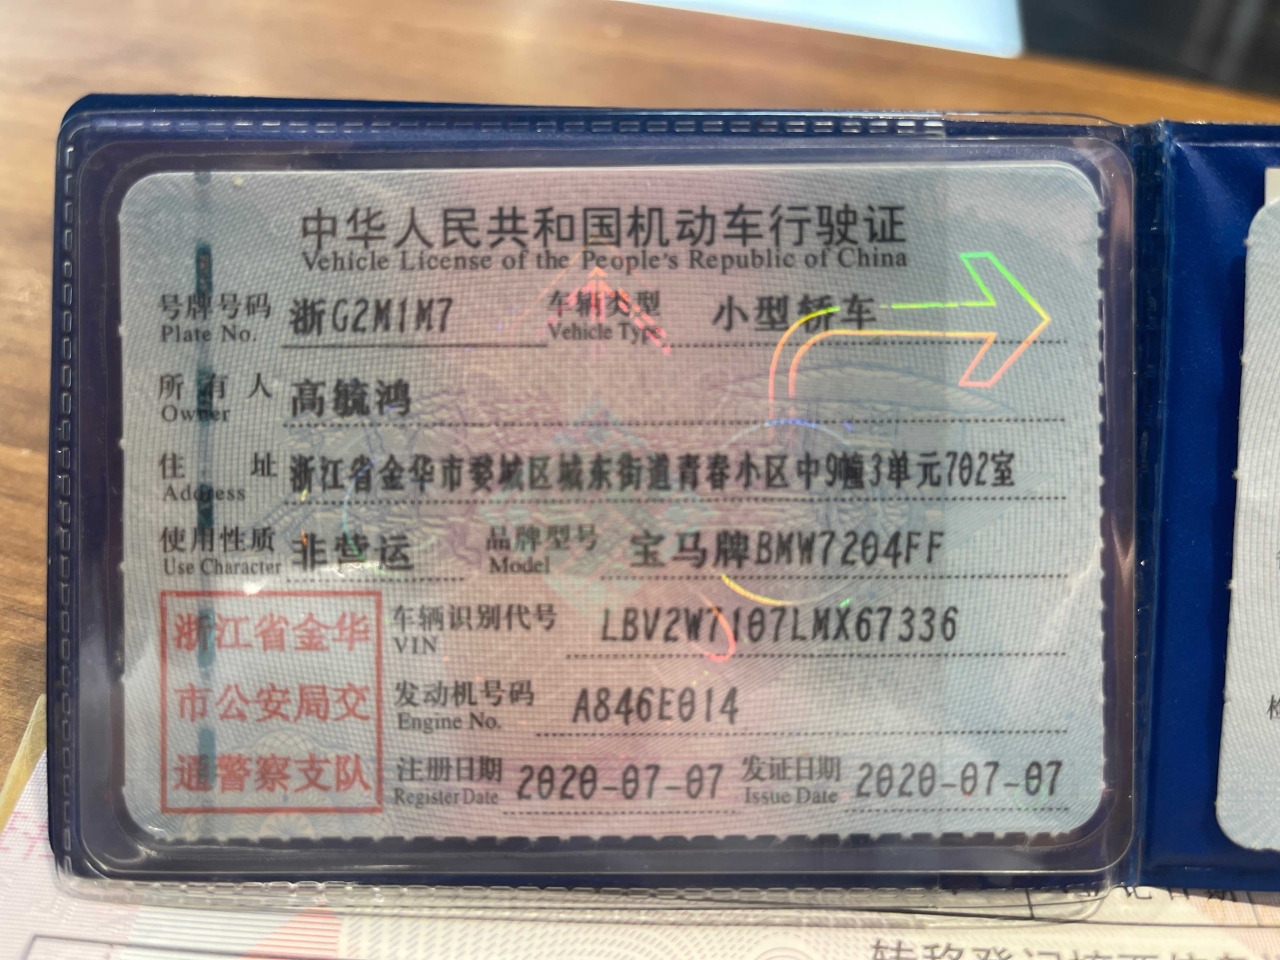 中华人民共和国机动车行驶证
Vehicle License of the People's Republic of China
号牌号码 浙G2M1M7 车辆类型 小型轿车
Plate No. Vehicle Type
所有人 高毓鸿
Owner
住址 浙江省金华市婺城区城东街道青春小区中9幢3单元702室
Address
使用性质 非营运 品牌型号 宝马牌BMW7204FF
Use Character Model
浙江省金华
市公安局交
通警察支队
车辆识别代号 LBV2W7107LMX67336
VIN
发动机号码 A846E014
Engine No.
注册日期 2020-07-07 发证日期 2020-07-07
Register Date Issue Date